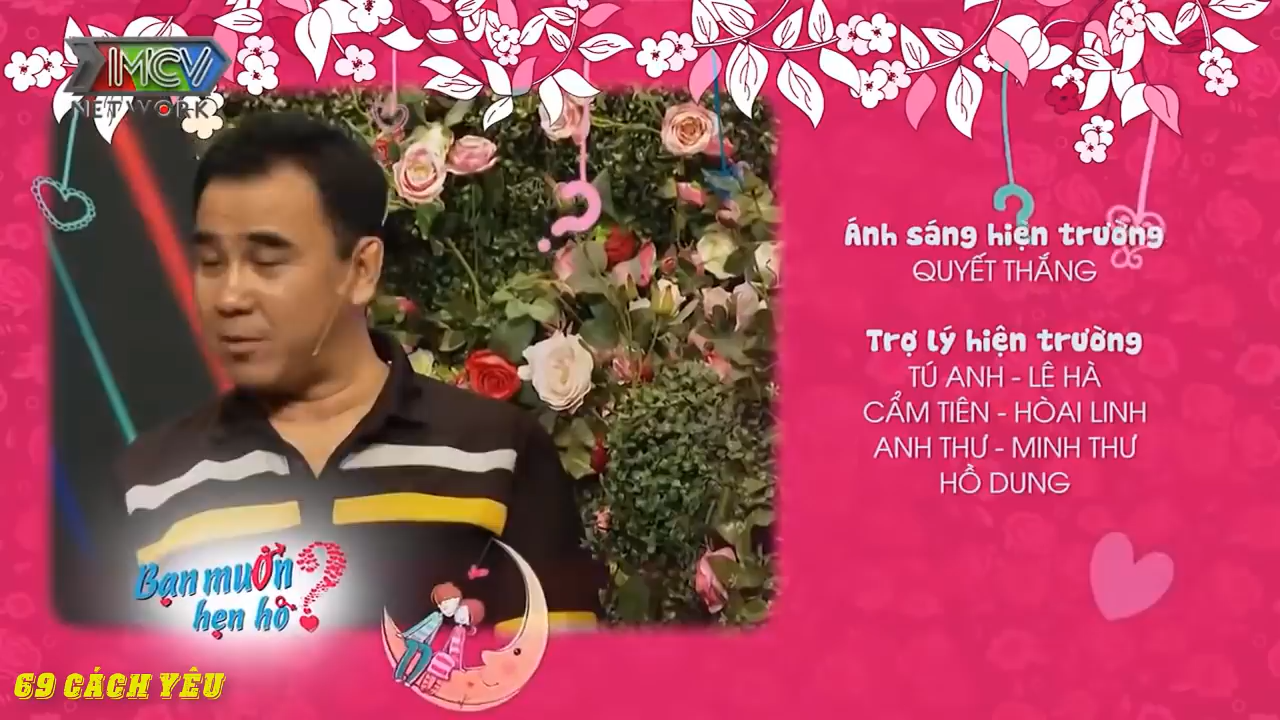 MCV
NETWORK
Ánh sáng hiện trường
QUYẾT THẮNG
Trợ lý hiện trường
TÚ ANH - LÊ HÀ
CẨM TIÊN - HÒAI LINH
ANH THƯ - MINH THƯ
HỒ DUNG
Bạn muốn
hẹn hò?
69 CÁCH YÊU